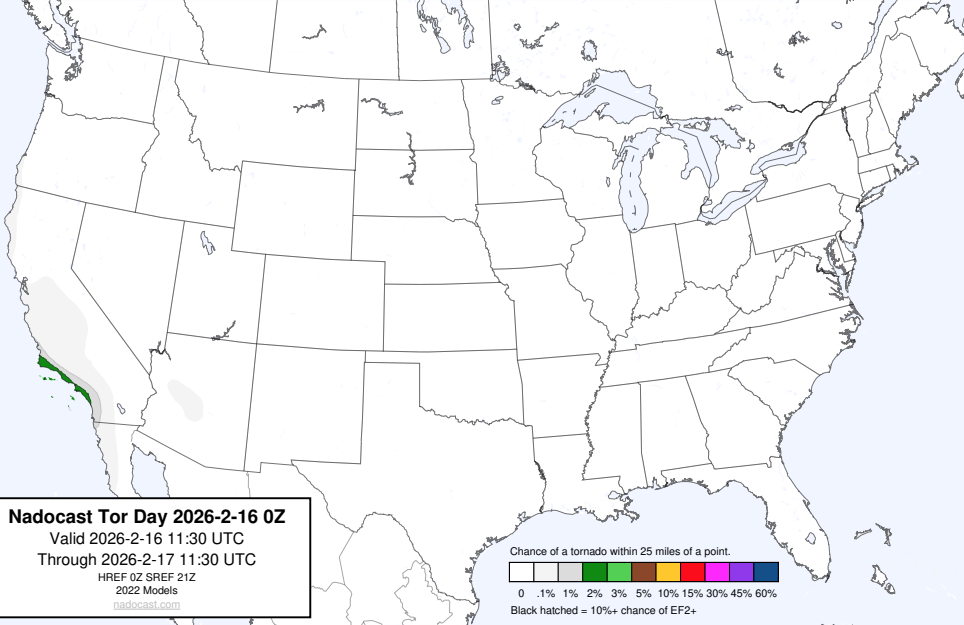 Nadocast Tor Day 2026-2-16 0Z
Valid 2026-2-16 11:30 UTC
Through 2026-2-17 11:30 UTC
HREF 0Z SREF 21Z
2022 Models
nadocast.com
Chance of a tornado within 25 miles of a point.
0 .1% 1% 2% 3% 5% 10% 15% 30% 45% 60%
Black hatched = 10%+ chance of EF2+